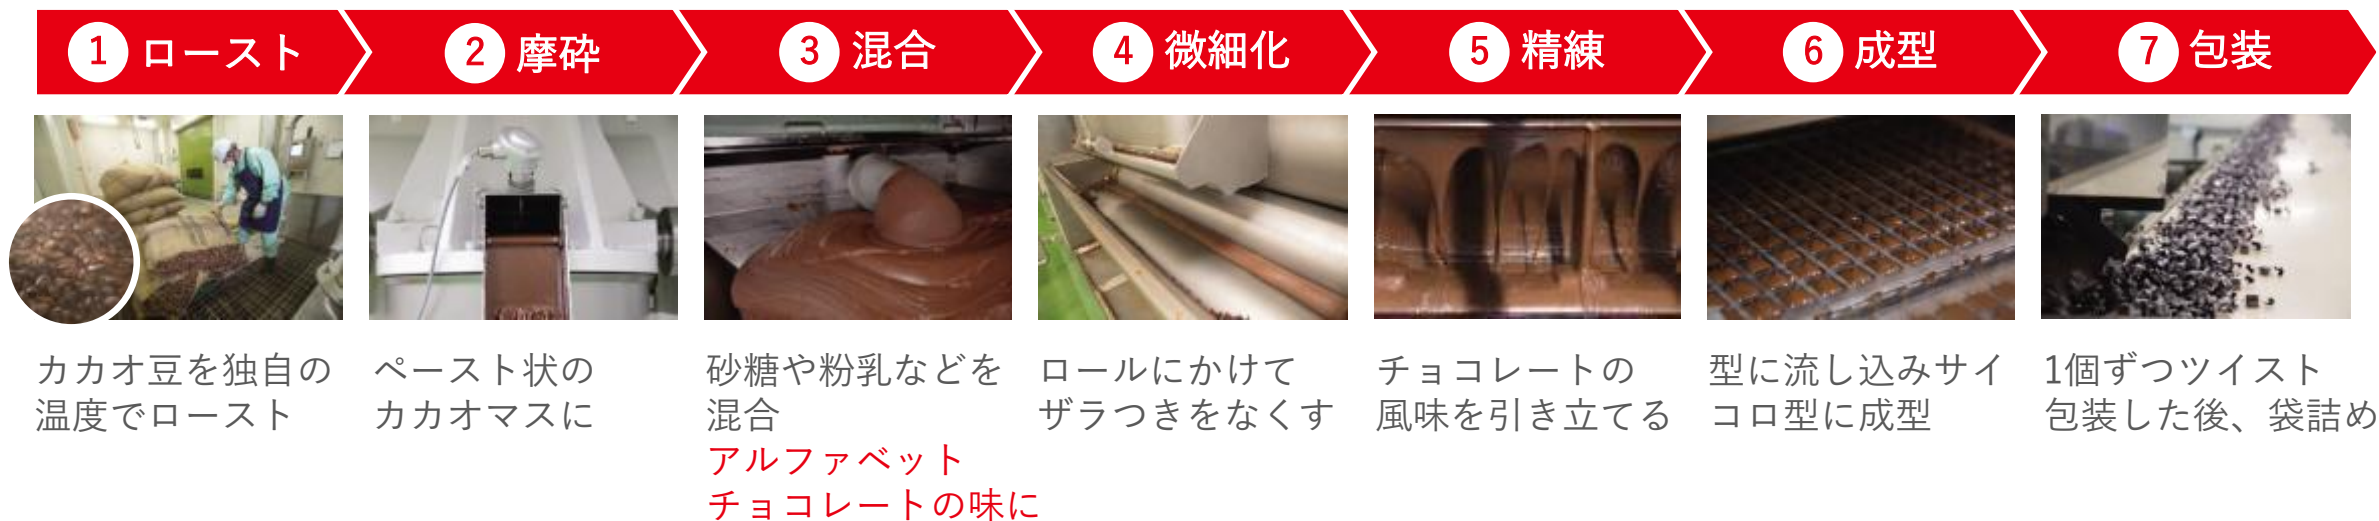 1 ロースト
2 摩砕
3 混合
4 微細化
5 精練
6 成型
7 包装
カカオ豆を独自の
温度でロースト
ペースト状の
カカオマスに
砂糖や粉乳などを
混合
アルファベット
チョコレートの味に
ロールにかけて
ザラつきをなくす
チョコレートの
風味を引き立てる
型に流し込みサイ
コロ型に成型
1個ずつツイスト
包装した後、袋詰め